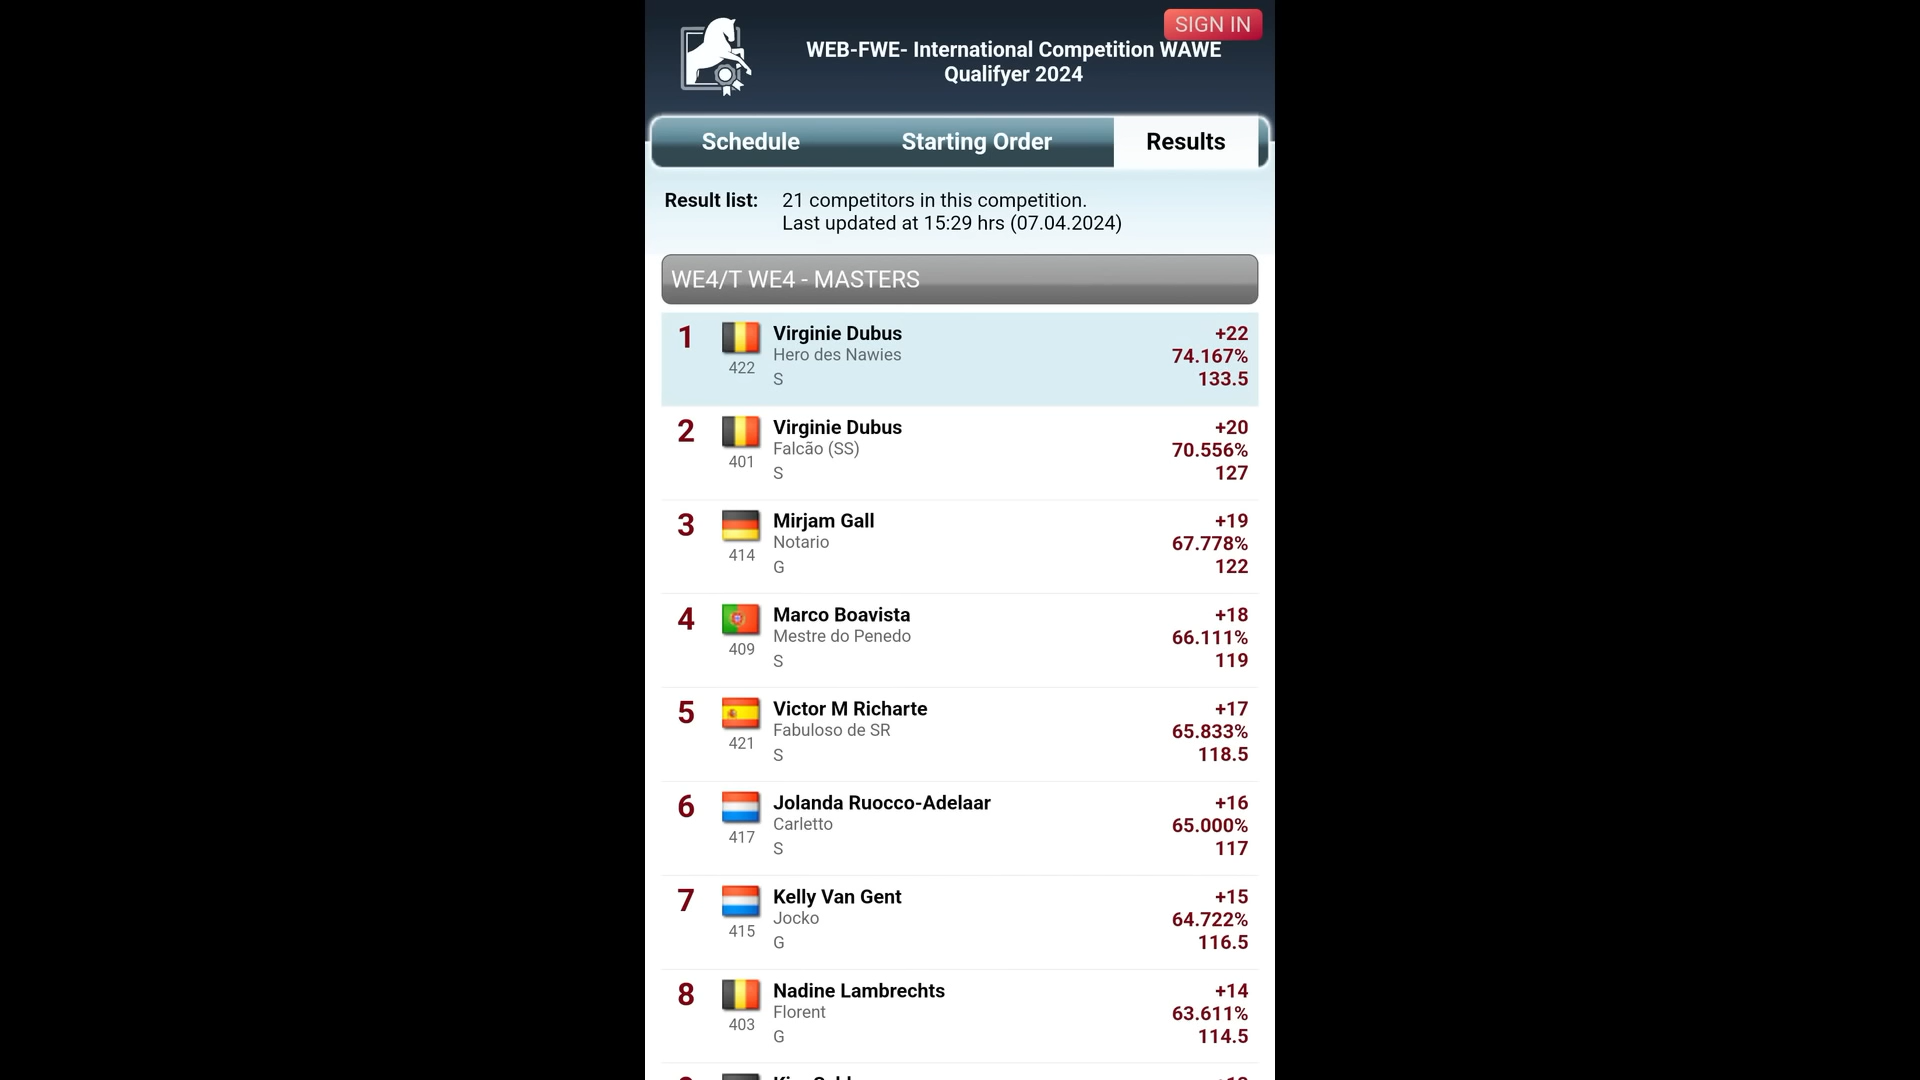 SIGN IN
WEB-FWE- International Competition WAWE
Qualifyer 2024
Schedule Starting Order Results
Result list: 21 competitors in this competition.
Last updated at 15:29 hrs (07.04.2024)
WE4/T WE4 - MASTERS
1 Virginie Dubus +22
Hero des Nawies 74.167%
422 S 133.5
2 Virginie Dubus +20
Falcão (SS) 70.556%
401 S 127
3 Mirjam Gall +19
Notario 67.778%
414 G 122
4 Marco Boavista +18
Mestre do Penedo 66.111%
409 S 119
5 Victor M Richarte +17
Fabuloso de SR 65.833%
421 S 118.5
6 Jolanda Ruocco-Adelaar +16
Carletto 65.000%
417 S 117
7 Kelly Van Gent +15
Jocko 64.722%
415 G 116.5
8 Nadine Lambrechts +14
Florent 63.611%
403 G 114.5